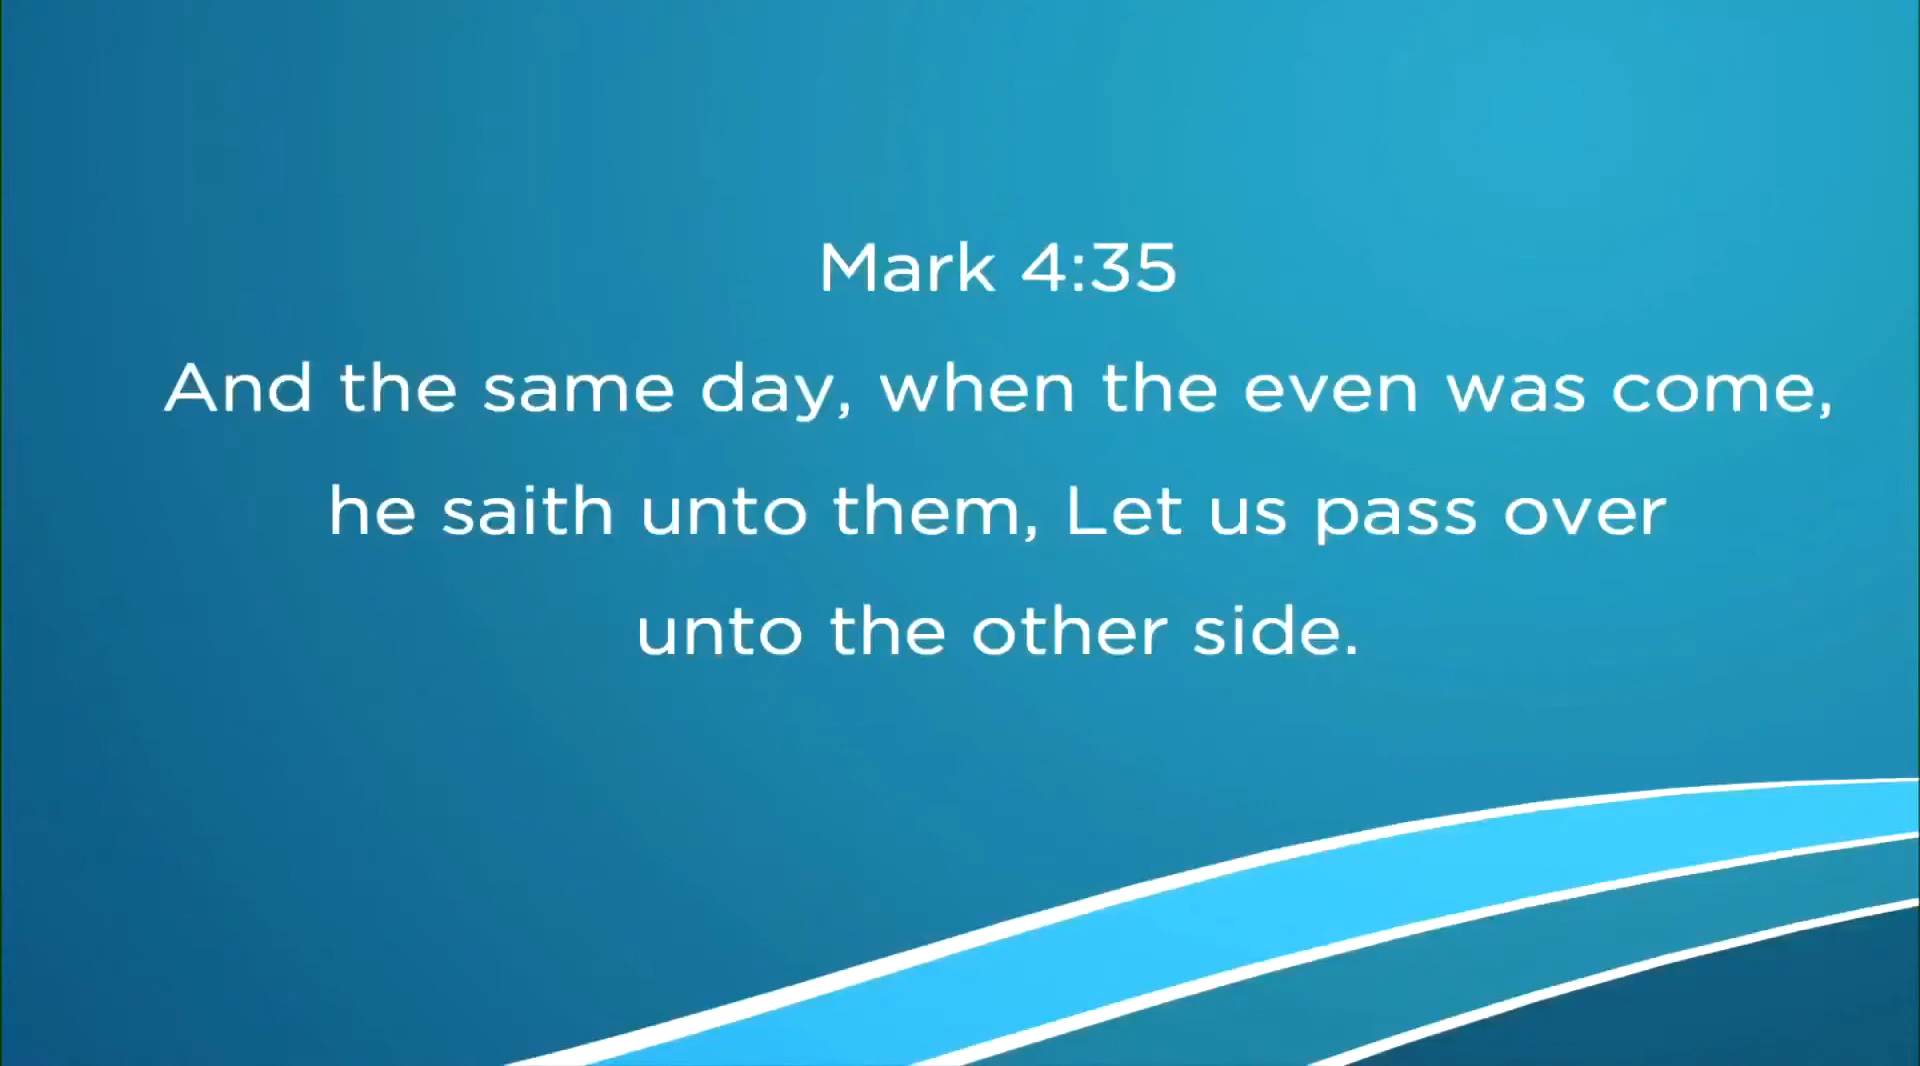 Mark 4:35
And the same day, when the even was come,
he saith unto them, Let us pass over
unto the other side.